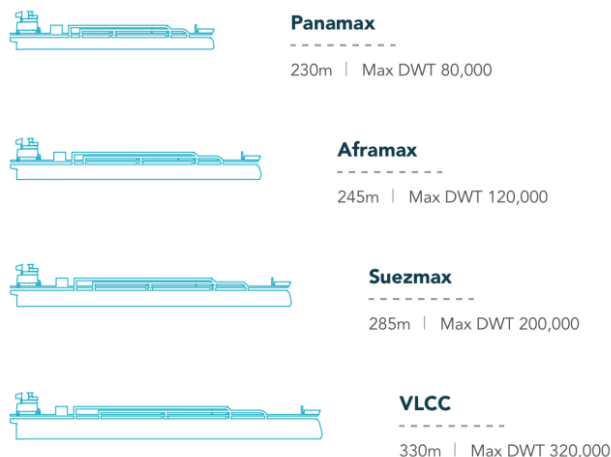 Panamax
230m | Max DWT 80,000
Aframax
245m | Max DWT 120,000
Suezmax
285m | Max DWT 200,000
VLCC
330m | Max DWT 320.000